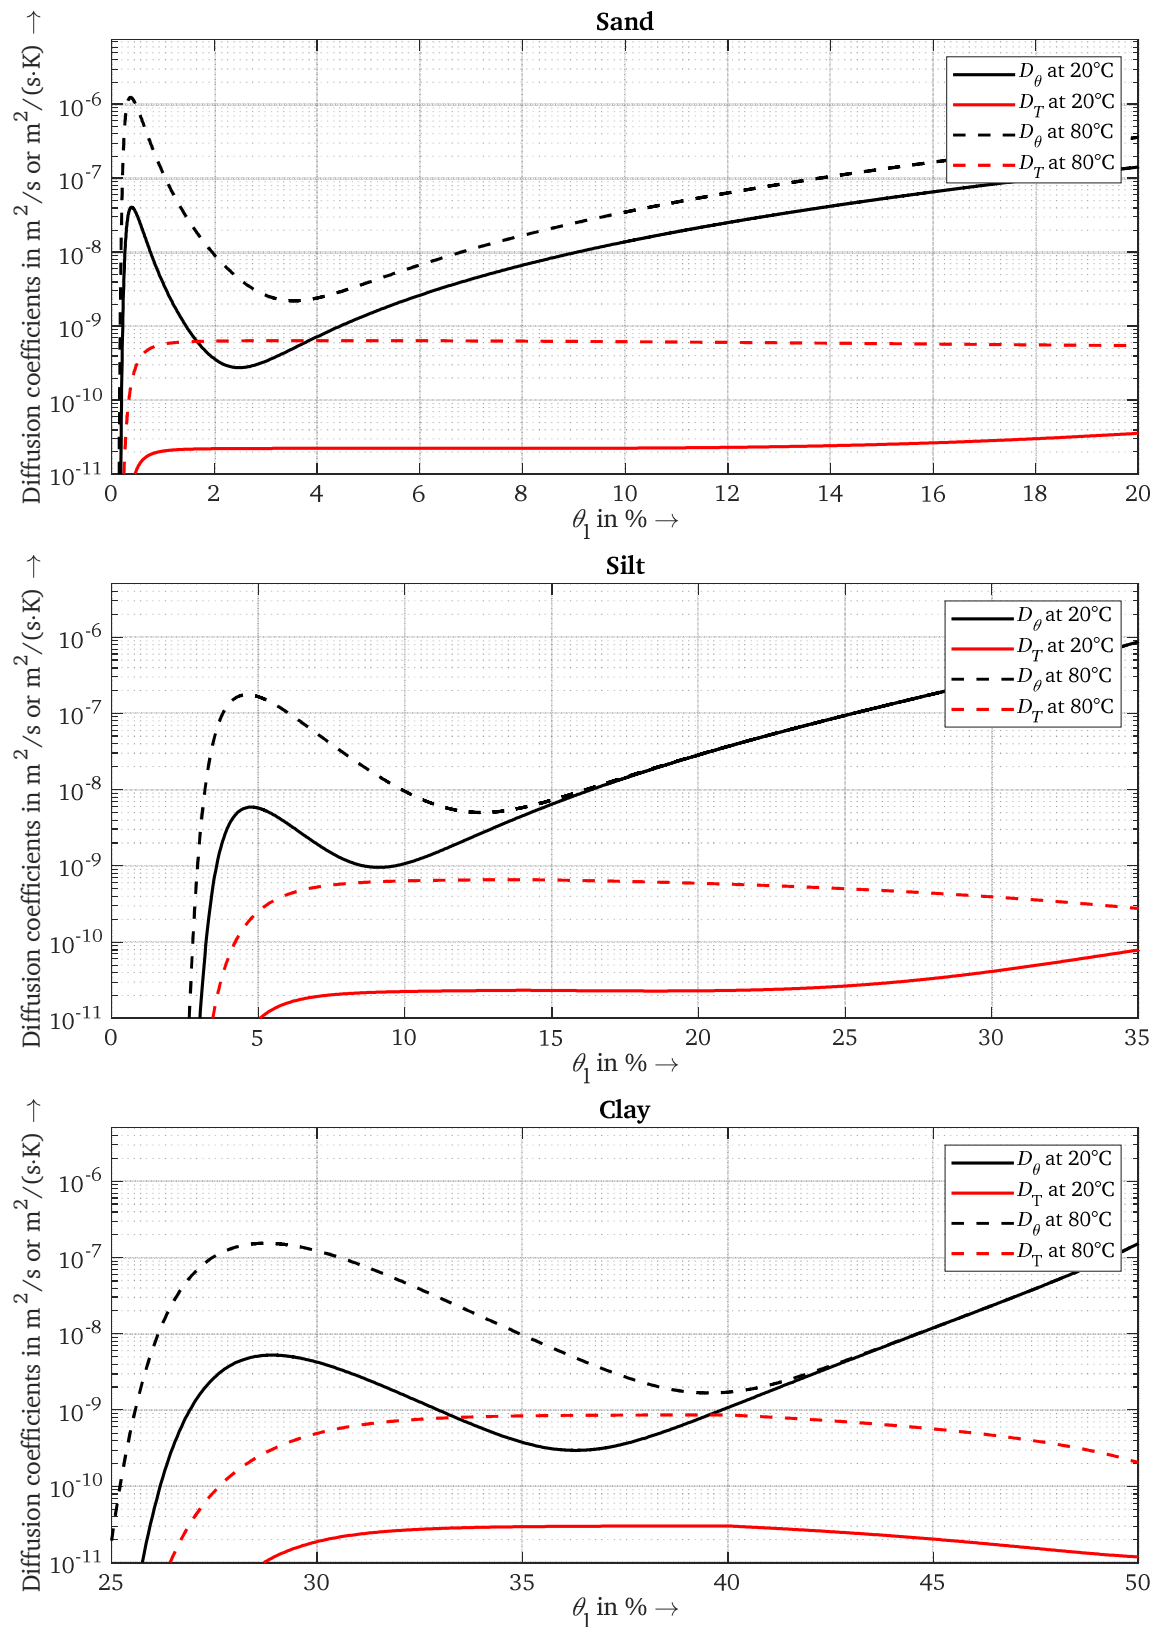 Sand
Diffusion coefficients in m²/s or m²/(s·K) →
10⁻⁶
10⁻⁷
10⁻⁸
10⁻⁹
10⁻¹⁰
10⁻¹¹
D_θ at 20°C
D_T at 20°C
D_θ at 80°C
D_T at 80°C
0 2 4 6 8 10 12 14 16 18 20
θ_l in % →
Silt
Diffusion coefficients in m²/s or m²/(s·K) →
10⁻⁶
10⁻⁷
10⁻⁸
10⁻⁹
10⁻¹⁰
10⁻¹¹
D_θ at 20°C
D_T at 20°C
D_θ at 80°C
D_T at 80°C
0 5 10 15 20 25 30 35
θ_l in % →
Clay
Diffusion coefficients in m²/s or m²/(s·K) →
10⁻⁶
10⁻⁷
10⁻⁸
10⁻⁹
10⁻¹⁰
10⁻¹¹
D_θ at 20°C
D_T at 20°C
D_θ at 80°C
D_T at 80°C
25 30 35 40 45 50
θ_l in % →